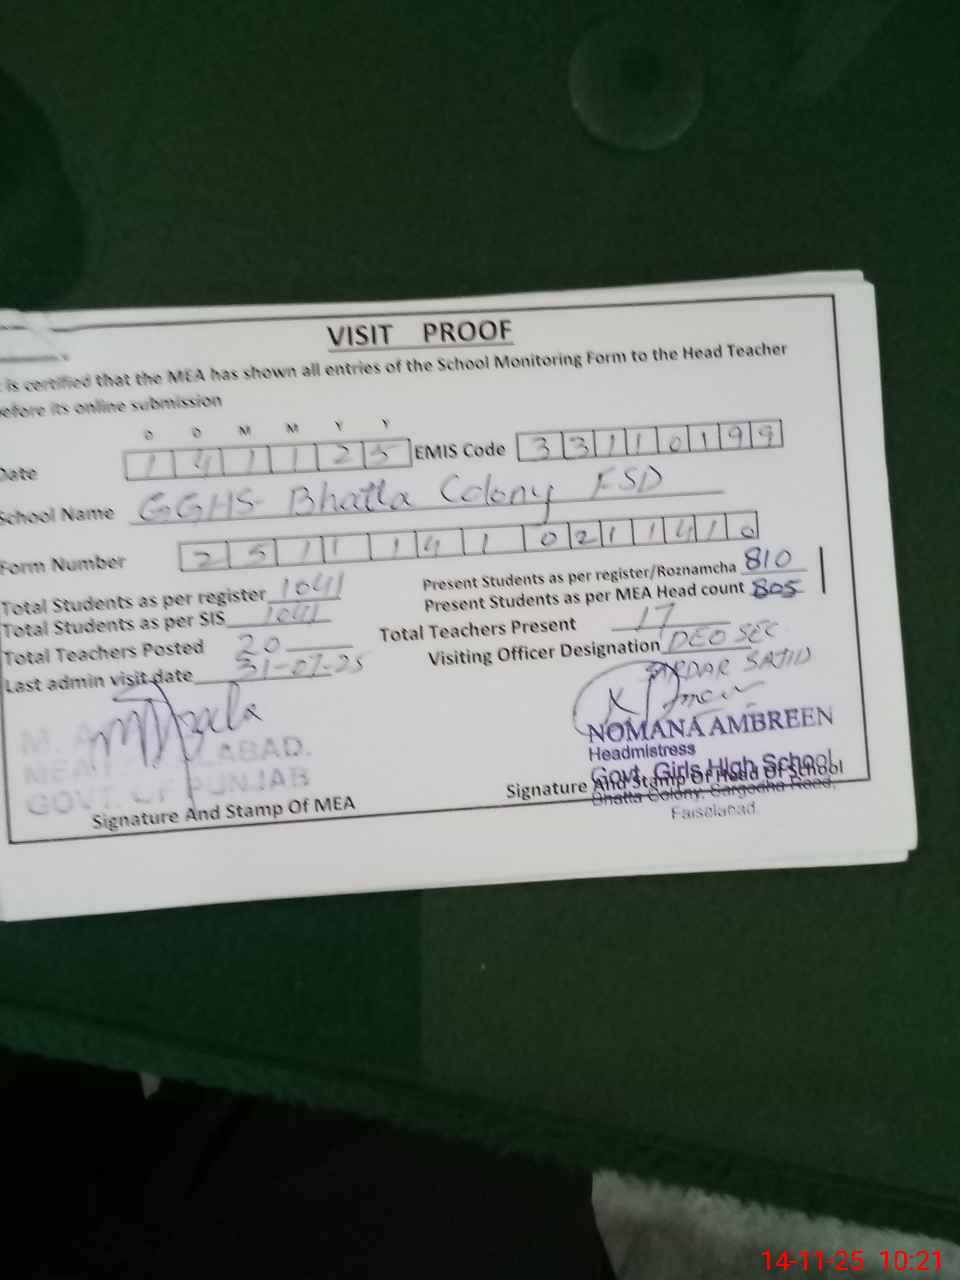 VISIT PROOF
is certified that the MEA has shown all entries of the School Monitoring Form to the Head Teacher
before its online submission
D D M M Y Y
Date 1 4 1 1 2 5 EMIS Code 3 3 1 1 0 1 9 9
School Name GGHS Bhatta Colony FSD
Form Number 2 5 1 1 1 4 1 0 2 1 1 4 1 0
Total Students as per register 1041 Present Students as per register/Roznamcha 810
Total Students as per SIS 1041 Present Students as per MEA Head count 805
Total Teachers Posted 20 Total Teachers Present 17
Last admin visit date 31-07-25 Visiting Officer Designation DEO SEC
SARDAR SAJID
NOMANA AMBREEN
Headmistress
Govt. Girls High School
Bhatta Colony, Sargodha Road,
Faiselabad
ABAD.
GOVT. OF PUNJAB
Signature And Stamp Of MEA Signature And Stamp Of Head Of School
14-11-25 10:21